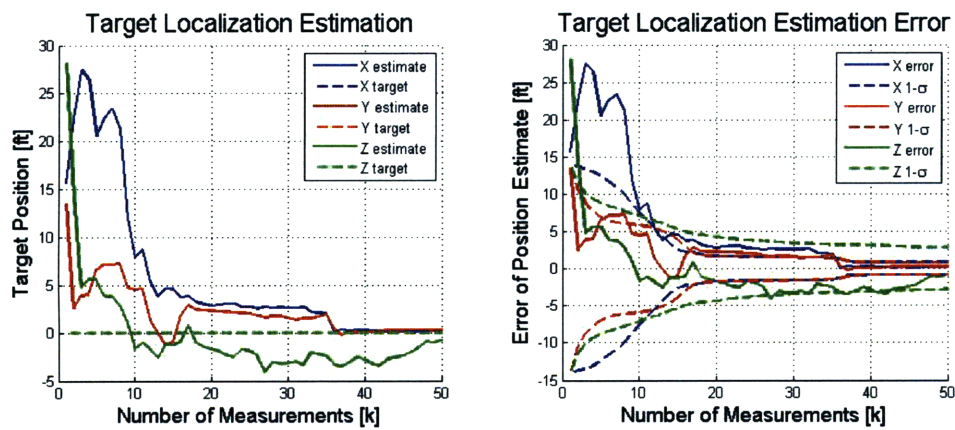 Target Localization Estimation
Target Position [ft]
30
25
20
15
10
5
0
-5
0
10
20
30
40
50
Number of Measurements [k]
X estimate
X target
Y estimate
Y target
Z estimate
Z target
Target Localization Estimation Error
Error of Position Estimate [ft]
30
25
20
15
10
5
0
-5
-10
-15
0
10
20
30
40
50
Number of Measurements [k]
X error
X 1-σ
Y error
Y 1-σ
Z error
Z 1-σ